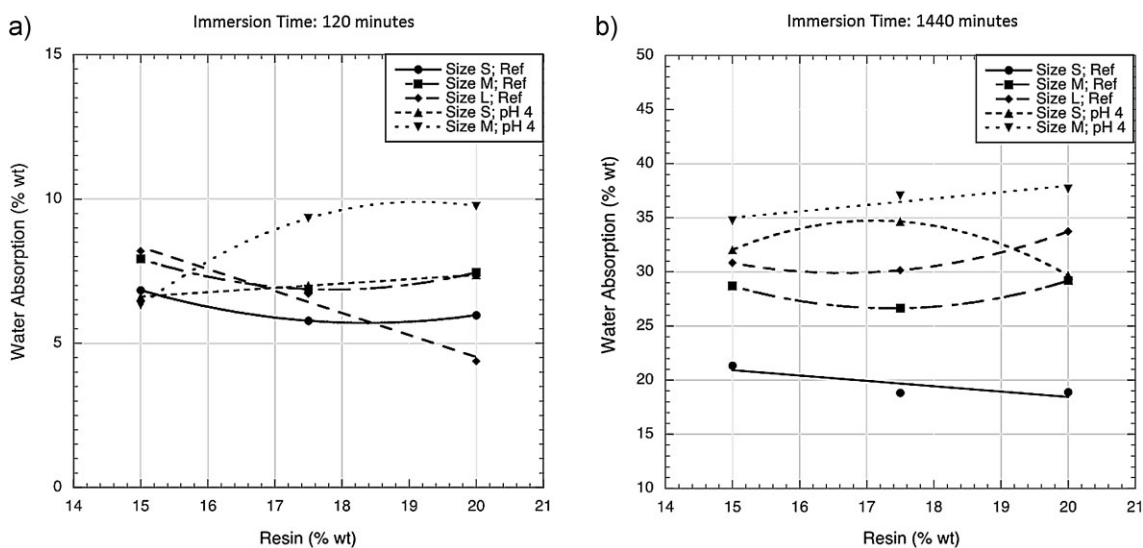 Immersion Time: 120 minutes
a)
15
10
5
0
Water Absorption (% wt)
Size S; Ref
Size M; Ref
Size L; Ref
Size S; pH 4
Size M; pH 4
14 15 16 17 18 19 20 21
Resin (% wt)
Immersion Time: 1440 minutes
b)
50
45
40
35
30
25
20
15
10
Water Absorption (% wt)
Size S; Ref
Size M; Ref
Size L; Ref
Size S; pH 4
Size M; pH 4
14 15 16 17 18 19 20 21
Resin (% wt)